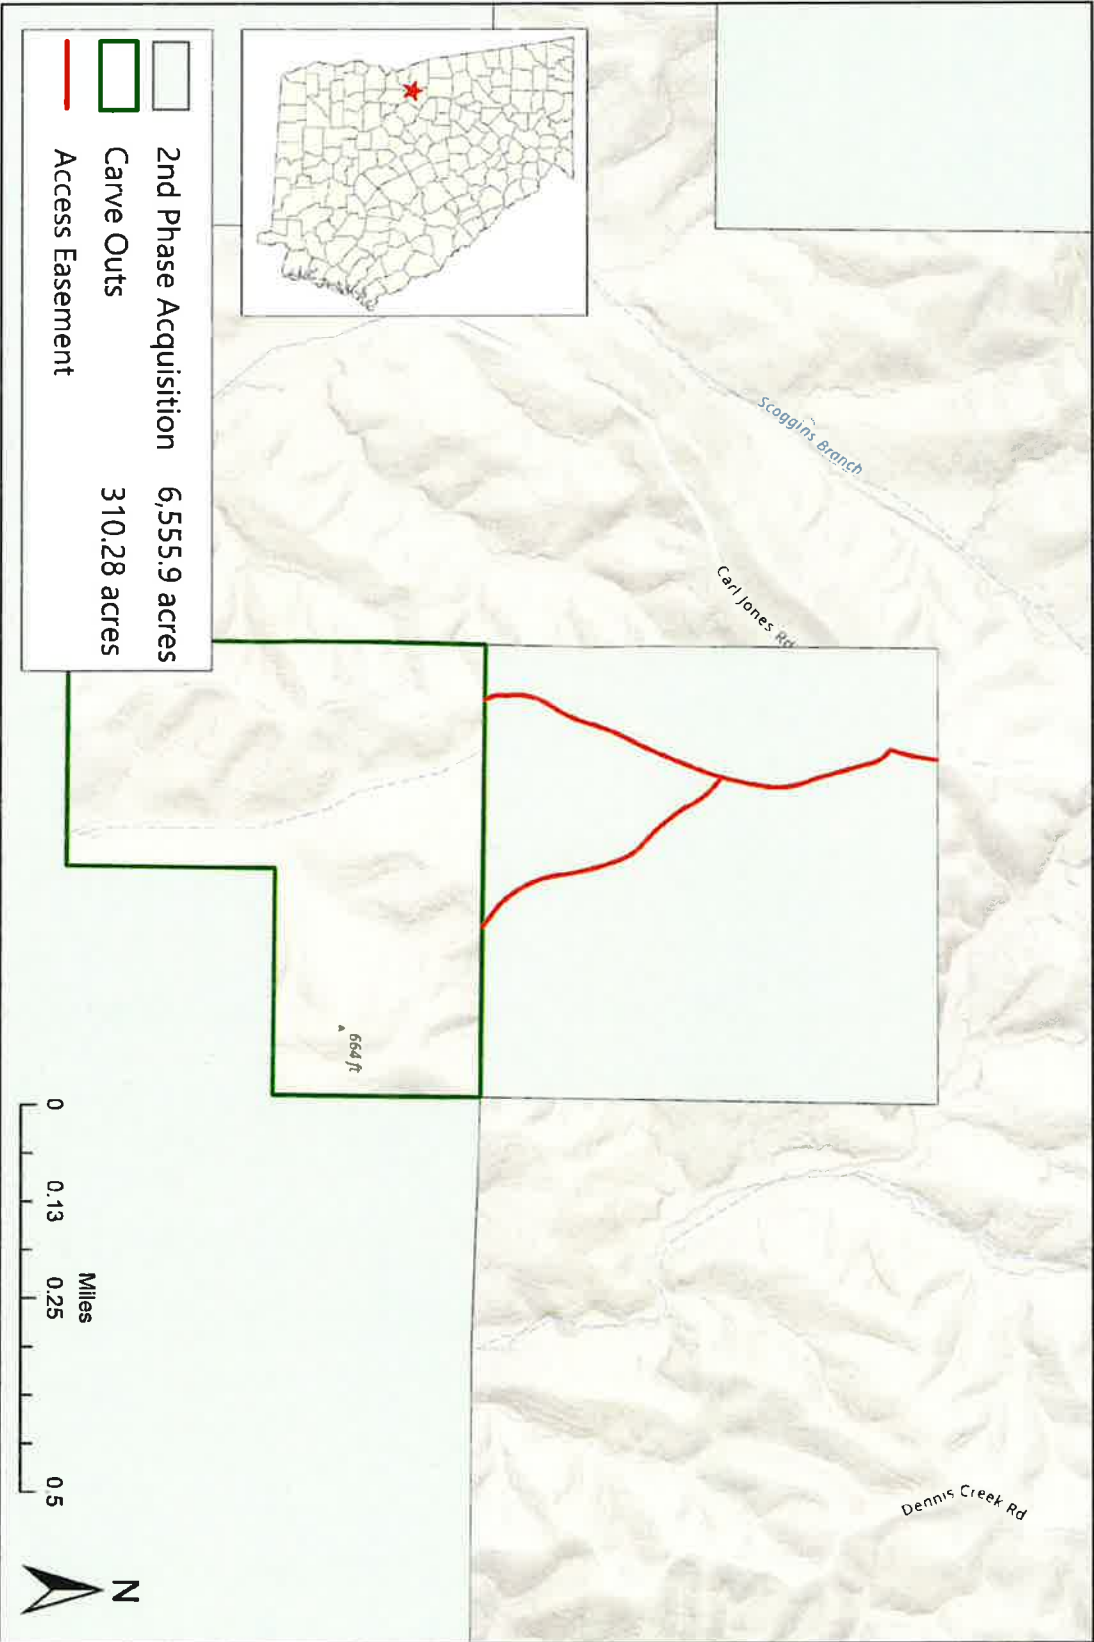 Scoggins Branch
Carl Jones Rd
Dennis Creek Rd
664 ft
2nd Phase Acquisition 6,555.9 acres
Carve Outs 310.28 acres
Access Easement
Miles
0 0.13 0.25 0.5
N